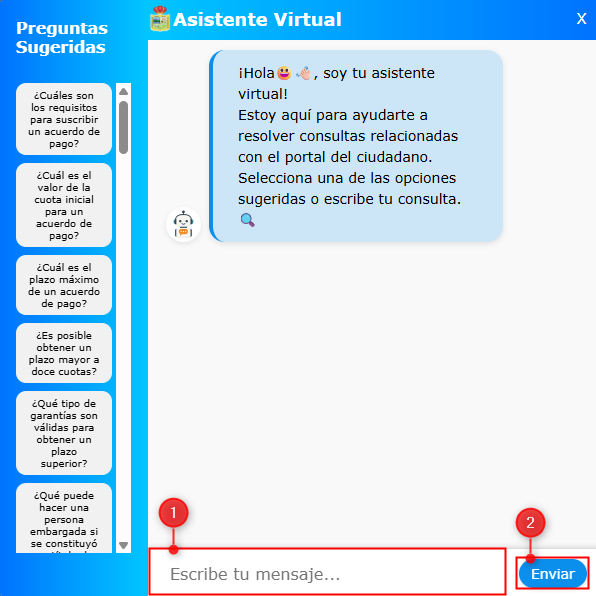 Preguntas
Sugeridas
¿Cuáles son
los requisitos
para suscribir
un acuerdo de
pago?
¿Cuál es el
valor de la
cuota inicial
para un
acuerdo de
pago?
¿Cuál es el
plazo máximo
de un acuerdo
de pago?
¿Es posible
obtener un
plazo mayor a
doce cuotas?
¿Qué tipo de
garantías son
válidas para
obtener un
plazo
superior?
¿Qué puede
hacer una
persona
embargada si
se constituyó
Asistente Virtual
X
¡Hola , soy tu asistente
virtual!
Estoy aquí para ayudarte a
resolver consultas relacionadas
con el portal del ciudadano.
Selecciona una de las opciones
sugeridas o escribe tu consulta.
1
Escribe tu mensaje...
2
Enviar